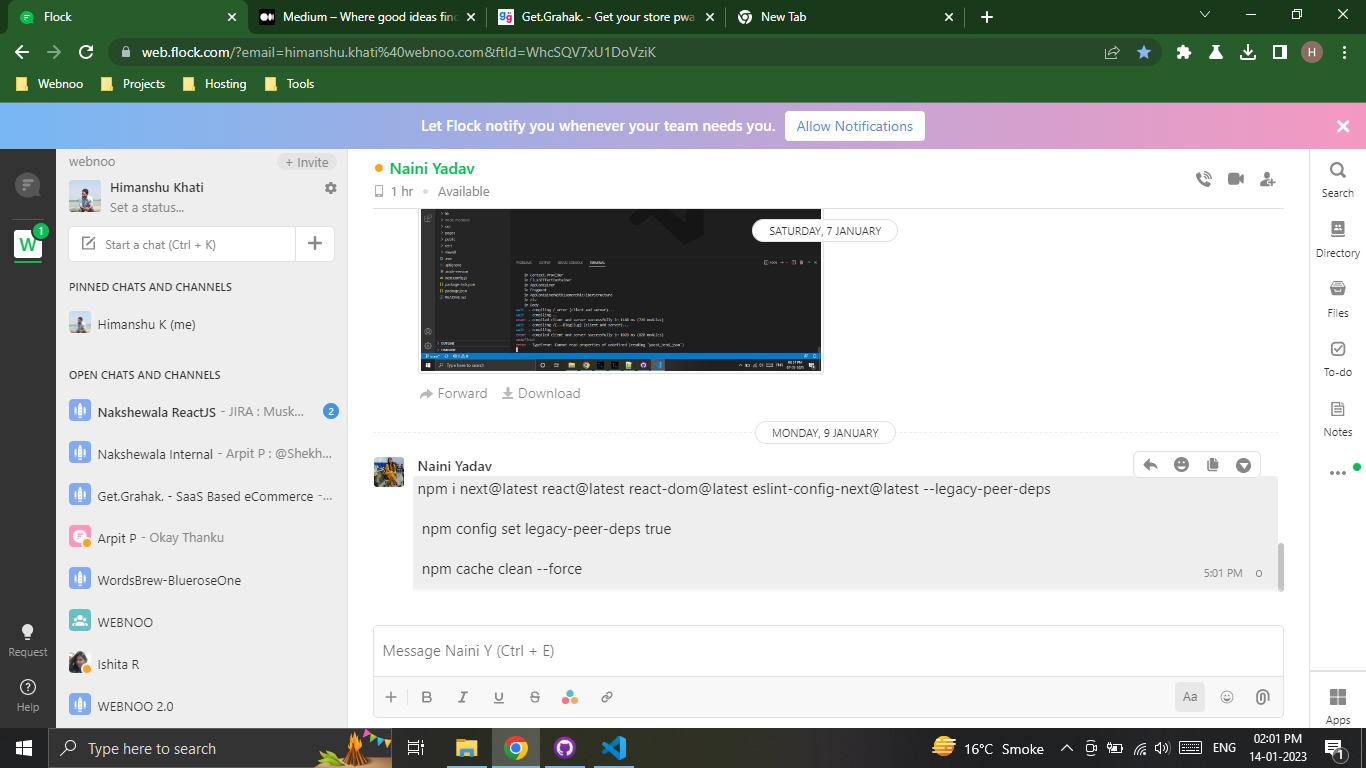 Flock
Medium – Where good ideas find
Get.Grahak. - Get your store pwa
New Tab
web.flock.com/?email=himanshu.khati%40webnoo.com&ftId=WhcSQV7xU1DoVziK
H
Webnoo
Projects
Hosting
Tools
Let Flock notify you whenever your team needs you.
Allow Notifications
webnoo
+ Invite
Himanshu Khati
Set a status...
W
1
Start a chat (Ctrl + K)
PINNED CHATS AND CHANNELS
Himanshu K (me)
OPEN CHATS AND CHANNELS
Nakshewala ReactJS - JIRA : Musk... 2
Nakshewala Internal - Arpit P : @Shekh...
Get.Grahak. - SaaS Based eCommerce -...
Arpit P - Okay Thanku
WordsBrew-BlueroseOne
WEBNOO
Ishita R
WEBNOO 2.0
Request
Help
Naini Yadav
1 hr Available
SATURDAY, 7 JANUARY
PROBLEMS OUTPUT DEBUG CONSOLE TERMINAL
Forward Download
MONDAY, 9 JANUARY
Naini Yadav
npm i next@latest react@latest react-dom@latest eslint-config-next@latest --legacy-peer-deps
npm config set legacy-peer-deps true
npm cache clean --force
5:01 PM
Message Naini Y (Ctrl + E)
B I U S
Aa
Search
Directory
Files
To-do
Notes
Apps
Type here to search
16°C Smoke
ENG
02:01 PM
14-01-2023
1